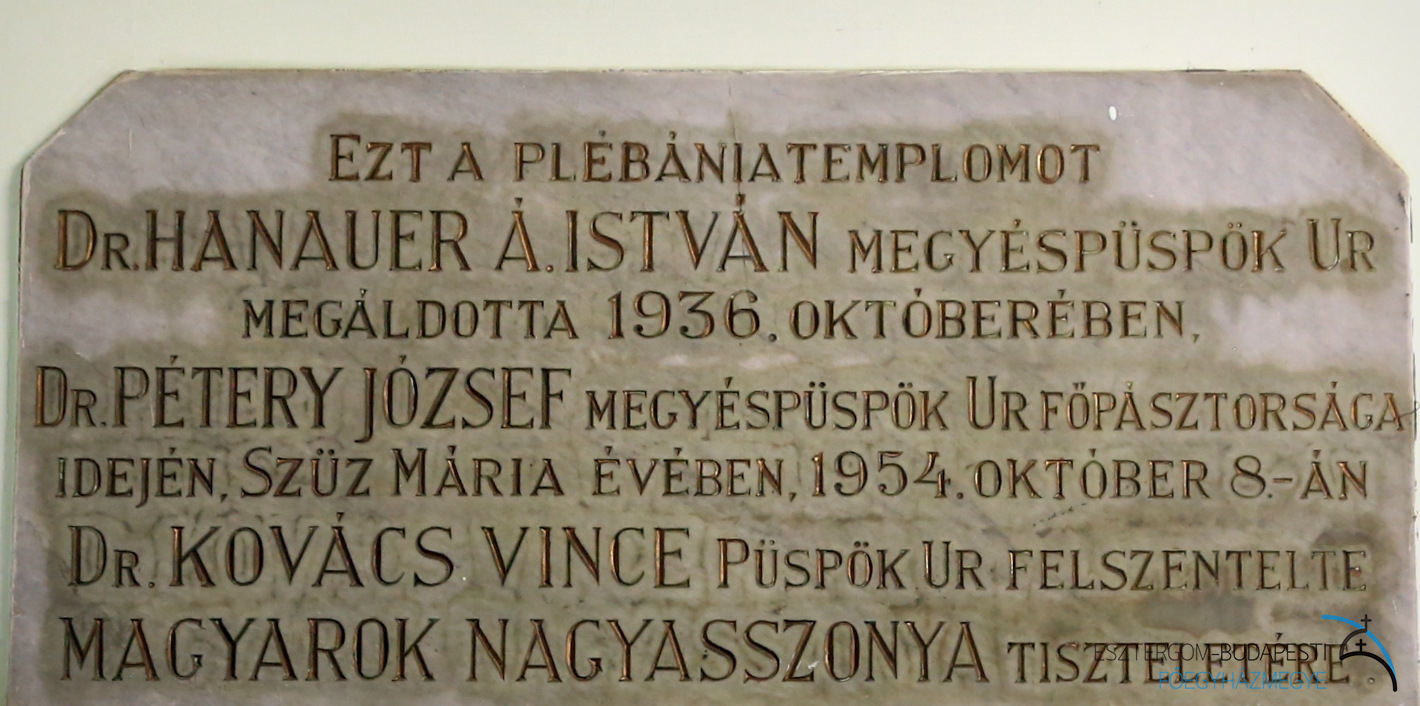 EZT A PLÉBÁNIATEMPLOMOT
DR. HANAUER Á. ISTVÁN MEGYÉSPÜSPÖK UR
MEGÁLDOTTA 1936. OKTÓBERÉBEN,
DR. PÉTERY JÓZSEF MEGYÉSPÜSPÖK UR FŐPÁSZTORSÁGA
IDEJÉN, SZÜZ MÁRIA ÉVÉBEN, 1954. OKTÓBER 8.-ÁN
DR. KOVÁCS VINCE PÜSPÖK UR FELSZENTELTE
MAGYAROK NAGYASSZONYA TISZTELETÉRE.
ESZTERGOM-BUDAPESTI
FŐEGYHÁZMEGYE